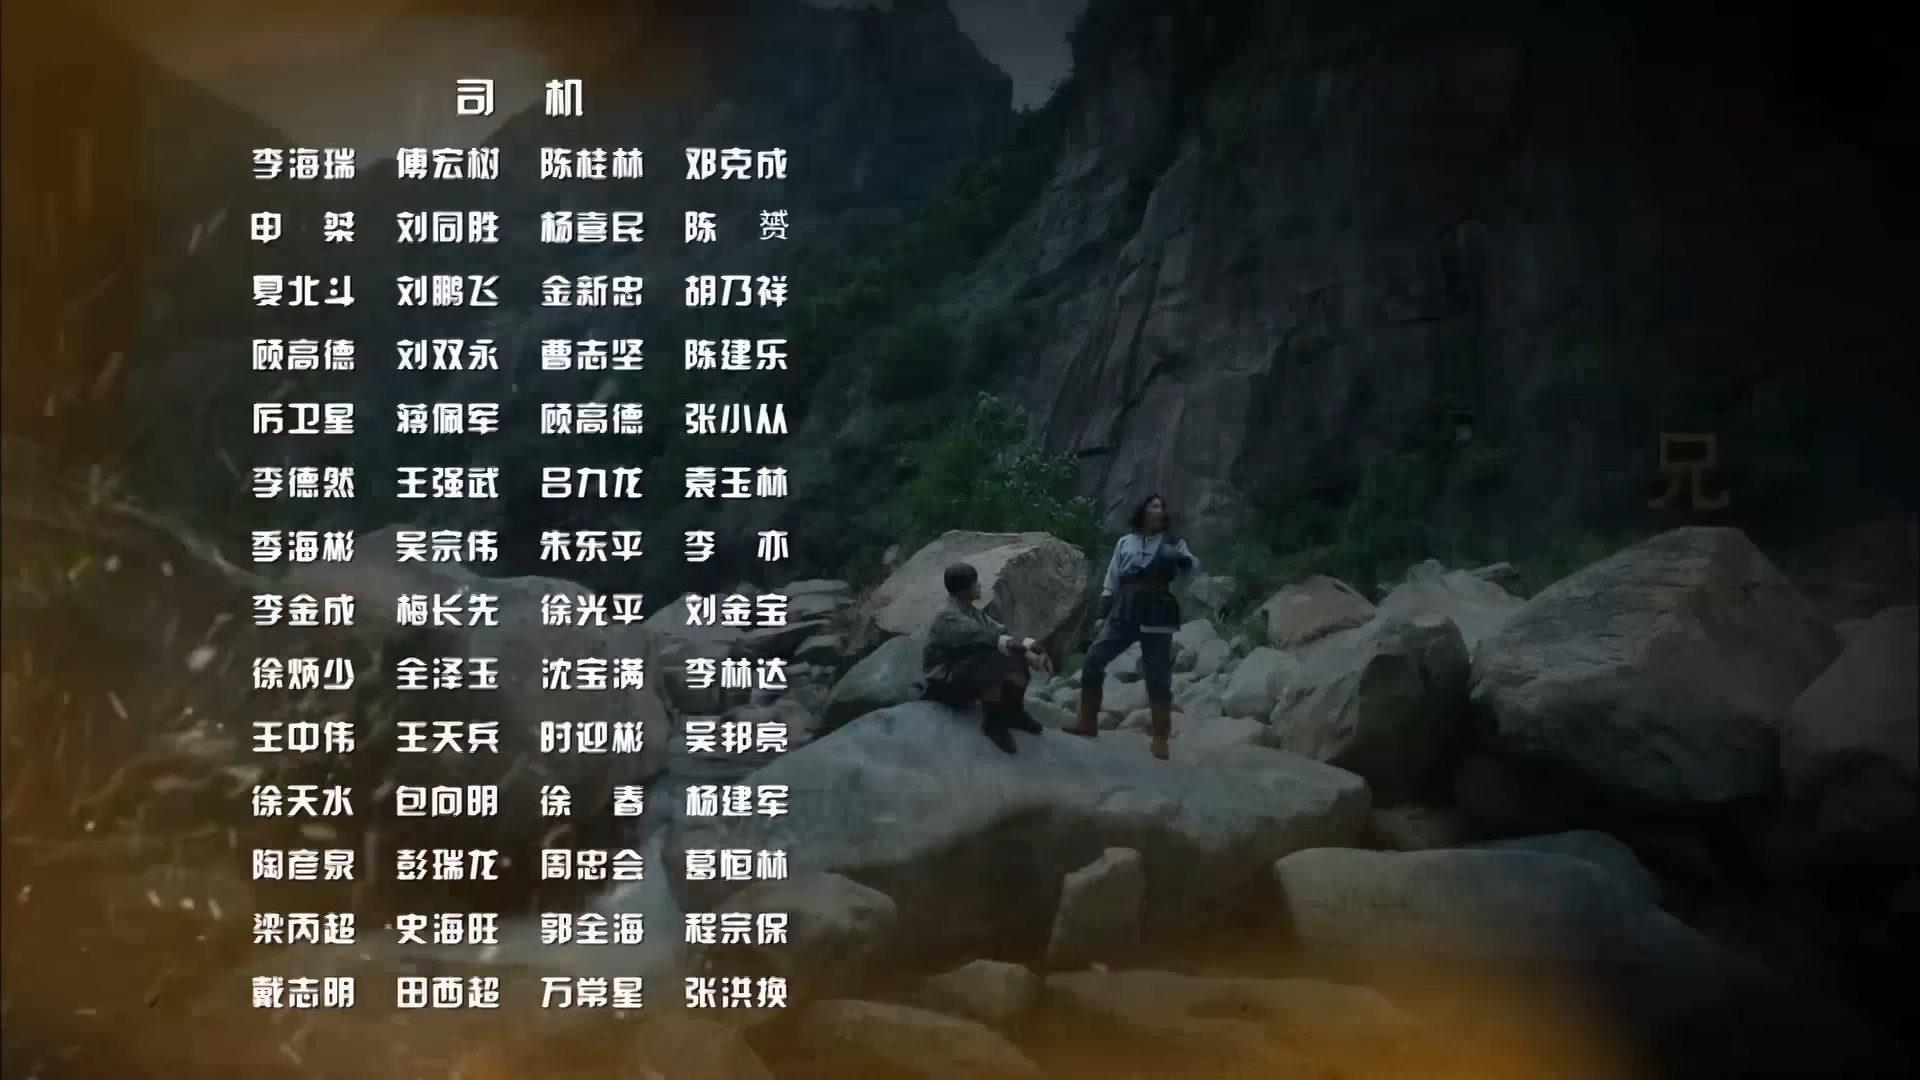 司 机
李海瑞 傅宏树 陈桂林 邓克成
申 桀 刘同胜 杨喜民 陈 赟
夏北斗 刘鹏飞 金新忠 胡乃祥
顾高德 刘双永 曹志坚 陈建乐
厉卫星 蒋佩军 顾高德 张小从
李德然 王强武 吕九龙 袁玉林
季海彬 吴宗伟 朱东平 李 亦
李金成 梅长先 徐光平 刘金宝
徐炳少 全泽玉 沈宝满 李林达
王中伟 王天兵 时迎彬 吴邦亮
徐天水 包向明 徐 春 杨建军
陶彦泉 彭瑞龙 周忠会 葛恒林
梁丙超 史海旺 郭全海 程宗保
戴志明 田西超 万常星 张洪换
兄